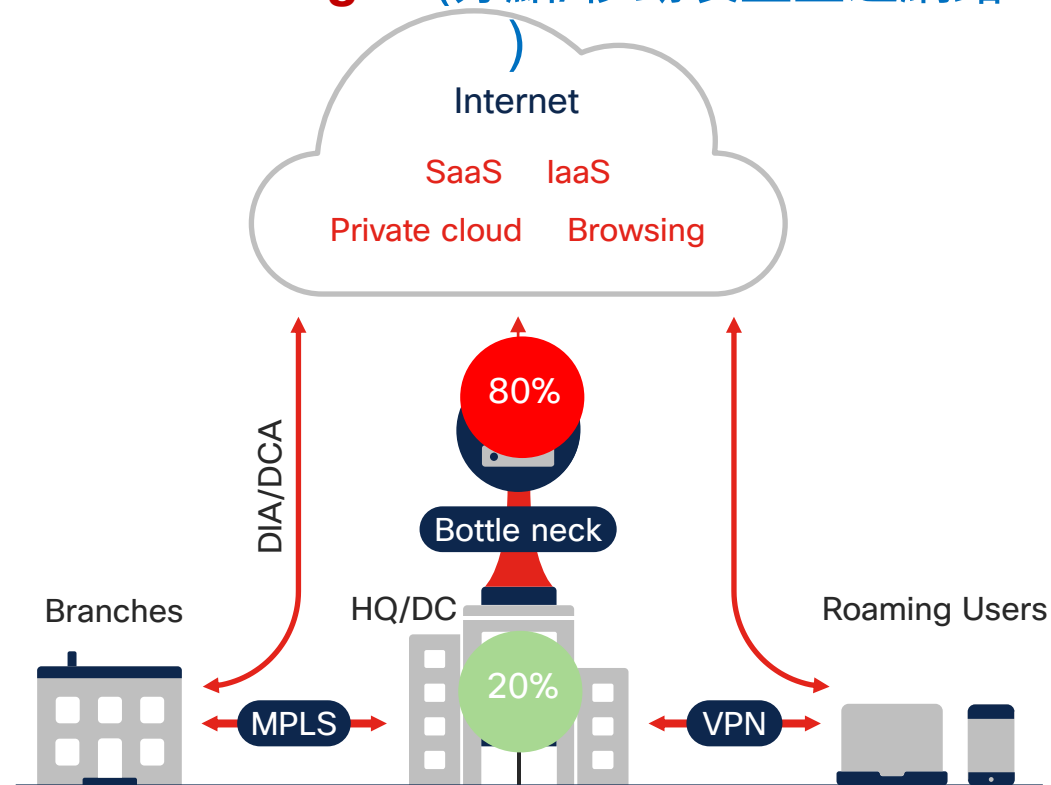 g
)
Internet
SaaS IaaS
Private cloud Browsing
80%
DIA/DCA
Bottle neck
Branches
HQ/DC
Roaming Users
20%
MPLS
VPN